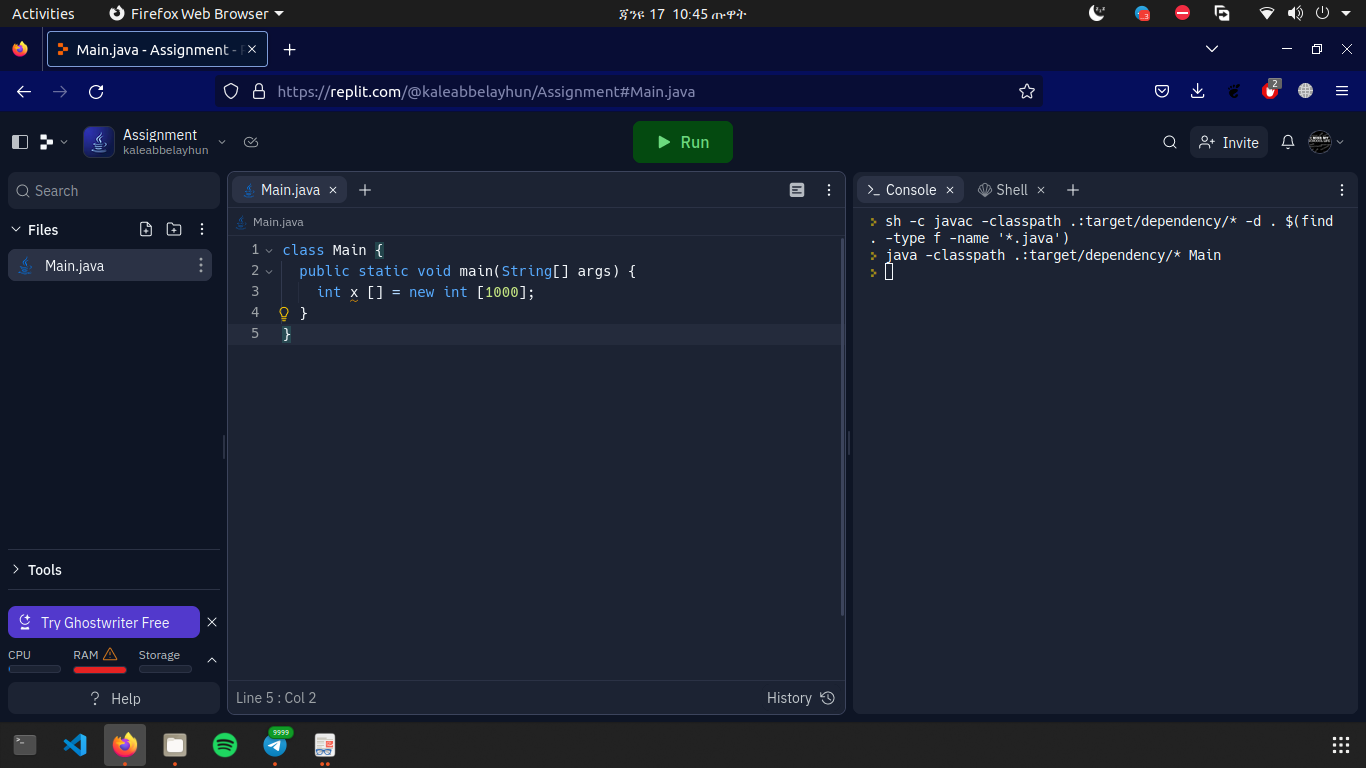 Activities Firefox Web Browser ጃንዩ 17 10:45 ጡዋት
3
Main.java - Assignment -
https://replit.com/@kaleabbelayhun/Assignment#Main.java
2
Assignment
kaleabbelayhun
Run
Invite
Search
Files
Main.java
Main.java
Main.java
1 class Main {
2 public static void main(String[] args) {
3 int x [] = new int [1000];
4 }
5 }
Console Shell
sh -c javac -classpath .:target/dependency/* -d . $(find
. -type f -name '*.java')
java -classpath .:target/dependency/* Main
Tools
Try Ghostwriter Free
CPU RAM Storage
? Help
Line 5 : Col 2 History
9999